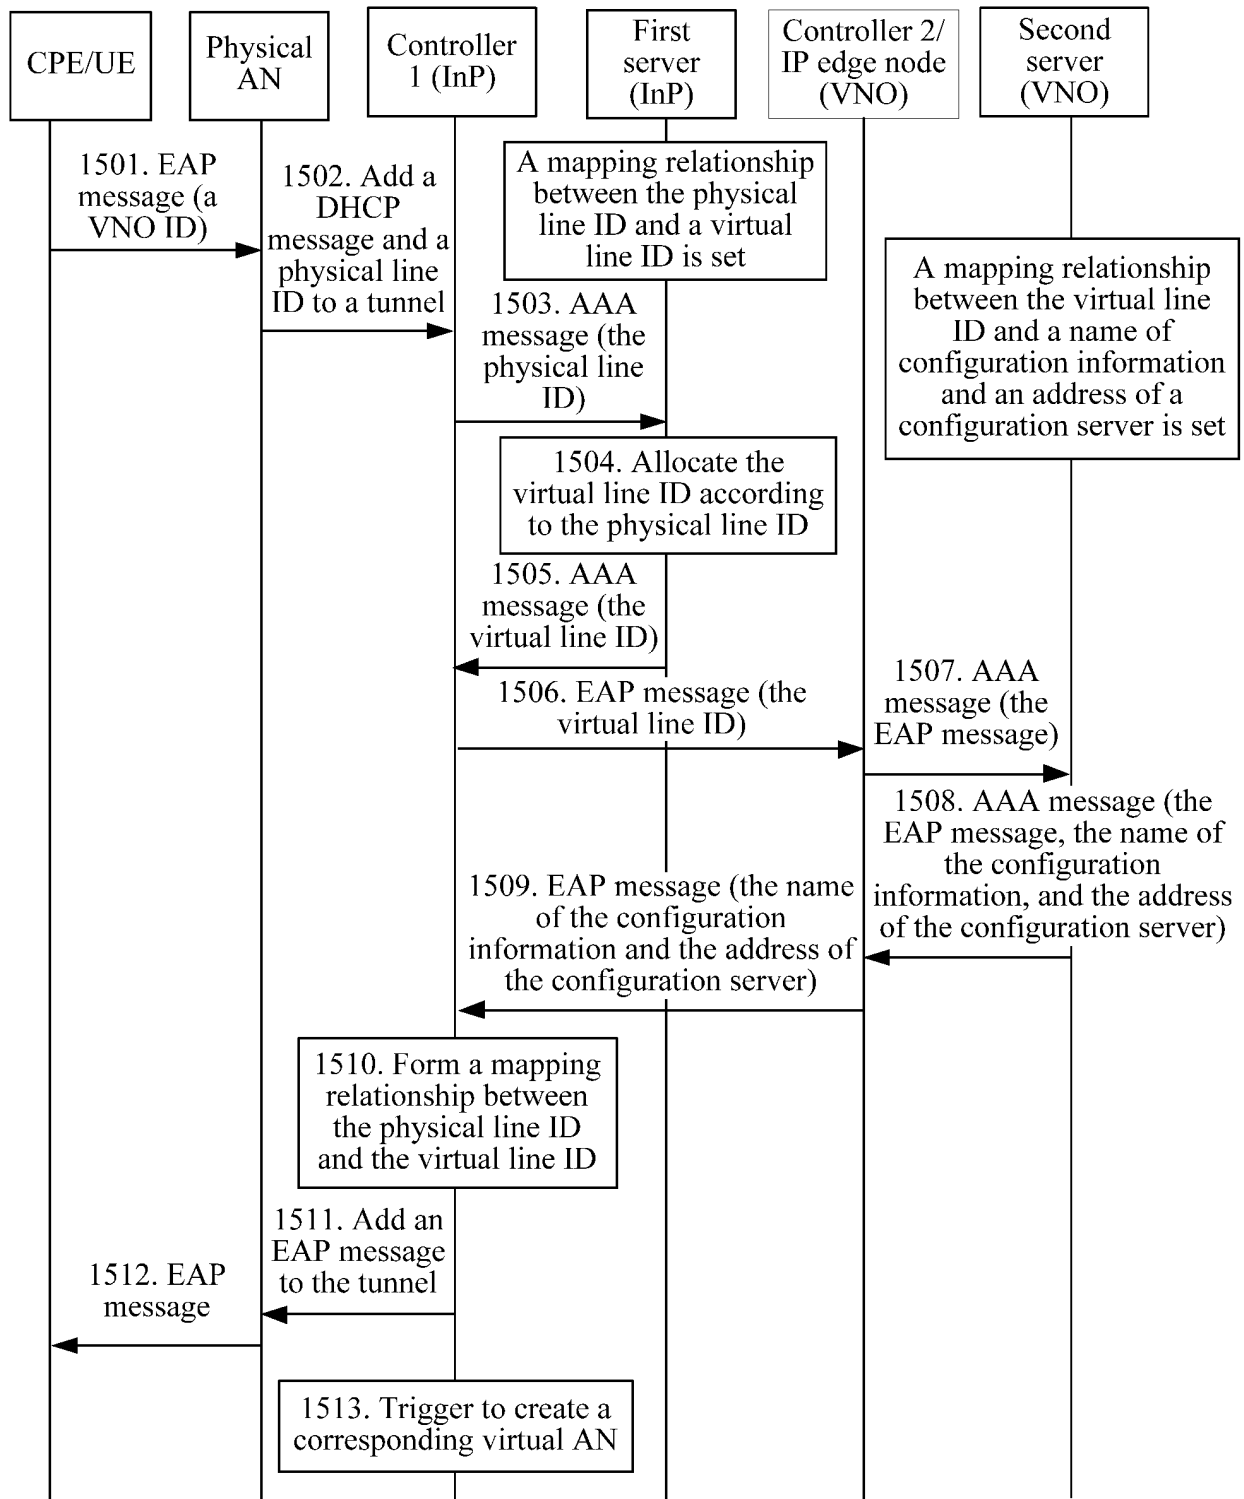 CPE/UE
Physical
AN
Controller
1 (InP)
First
server
(InP)
Controller 2/
IP edge node
(VNO)
Second
server
(VNO)
1501. EAP
message (a
VNO ID)
1502. Add a
DHCP
message and a
physical line
ID to a tunnel
A mapping relationship
between the physical
line ID and a virtual
line ID is set
A mapping relationship
between the virtual line
ID and a name of
configuration information
and an address of a
configuration server is set
1503. AAA
message (the
physical line
ID)
1504. Allocate the
virtual line ID according
to the physical line ID
1505. AAA
message (the
virtual line ID)
1506. EAP message (the
virtual line ID)
1507. AAA
message (the
EAP message)
1508. AAA message (the
EAP message, the name of
the configuration
information, and the address
of the configuration server)
1509. EAP message (the name
of the configuration
information and the address of
the configuration server)
1510. Form a mapping
relationship between
the physical line ID
and the virtual line ID
1511. Add an
EAP message
to the tunnel
1512. EAP
message
1513. Trigger to create a
corresponding virtual AN